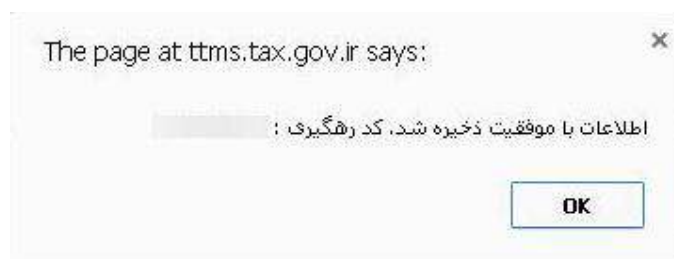 The page at ttms.tax.gov.ir says:
اطلاعات با موفقیت ذخیره شد، کد رهگیری :
OK